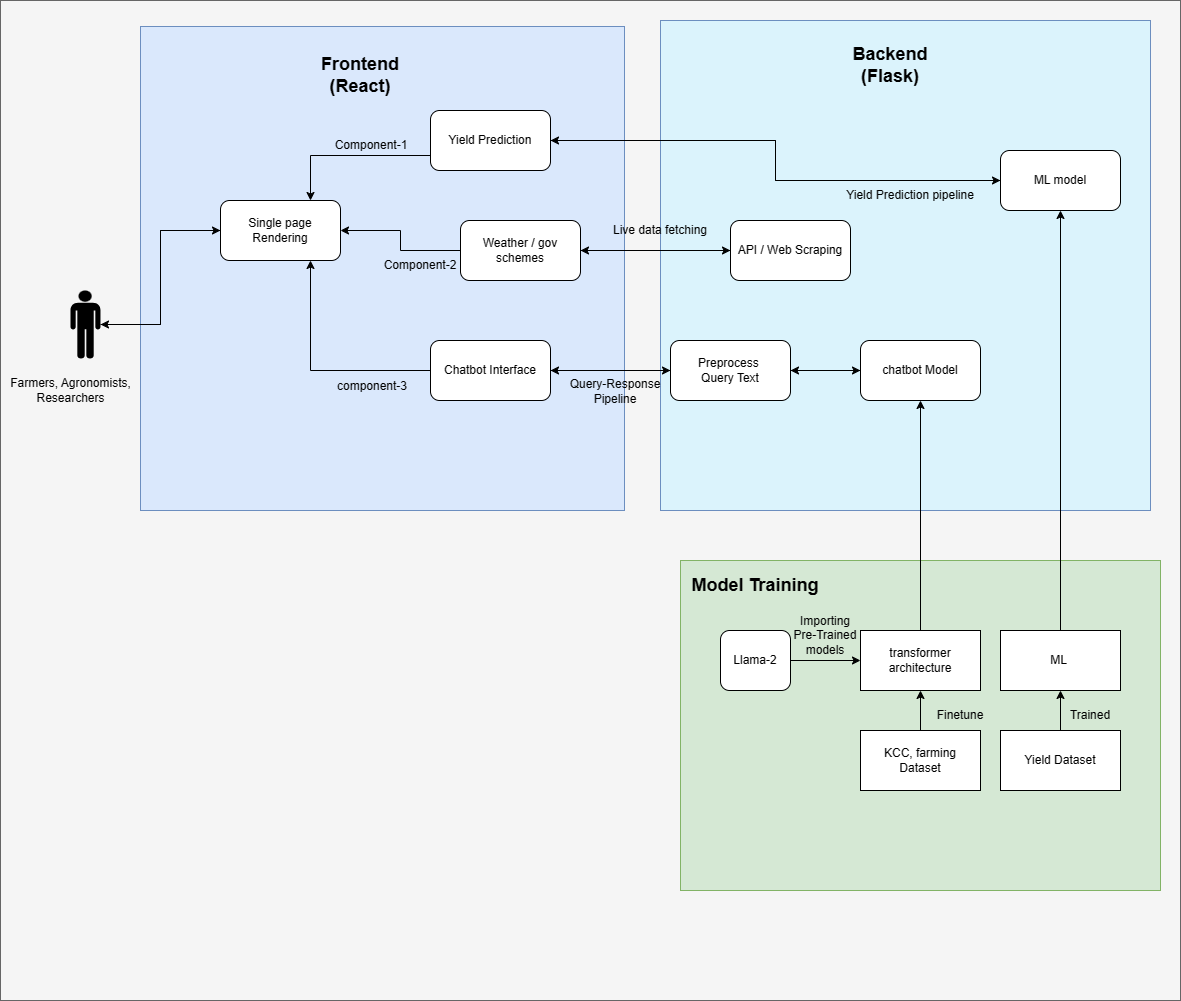 Frontend
(React)
Backend
(Flask)
Component-1
Yield Prediction
Yield Prediction pipeline
ML model
Single page
Rendering
Component-2
Weather / gov
schemes
Live data fetching
API / Web Scraping
Farmers, Agronomists,
Researchers
component-3
Chatbot Interface
Query-Response
Pipeline
Preprocess
Query Text
chatbot Model
Model Training
Llama-2
Importing
Pre-Trained
models
transformer
architecture
ML
Finetune
Trained
KCC, farming
Dataset
Yield Dataset